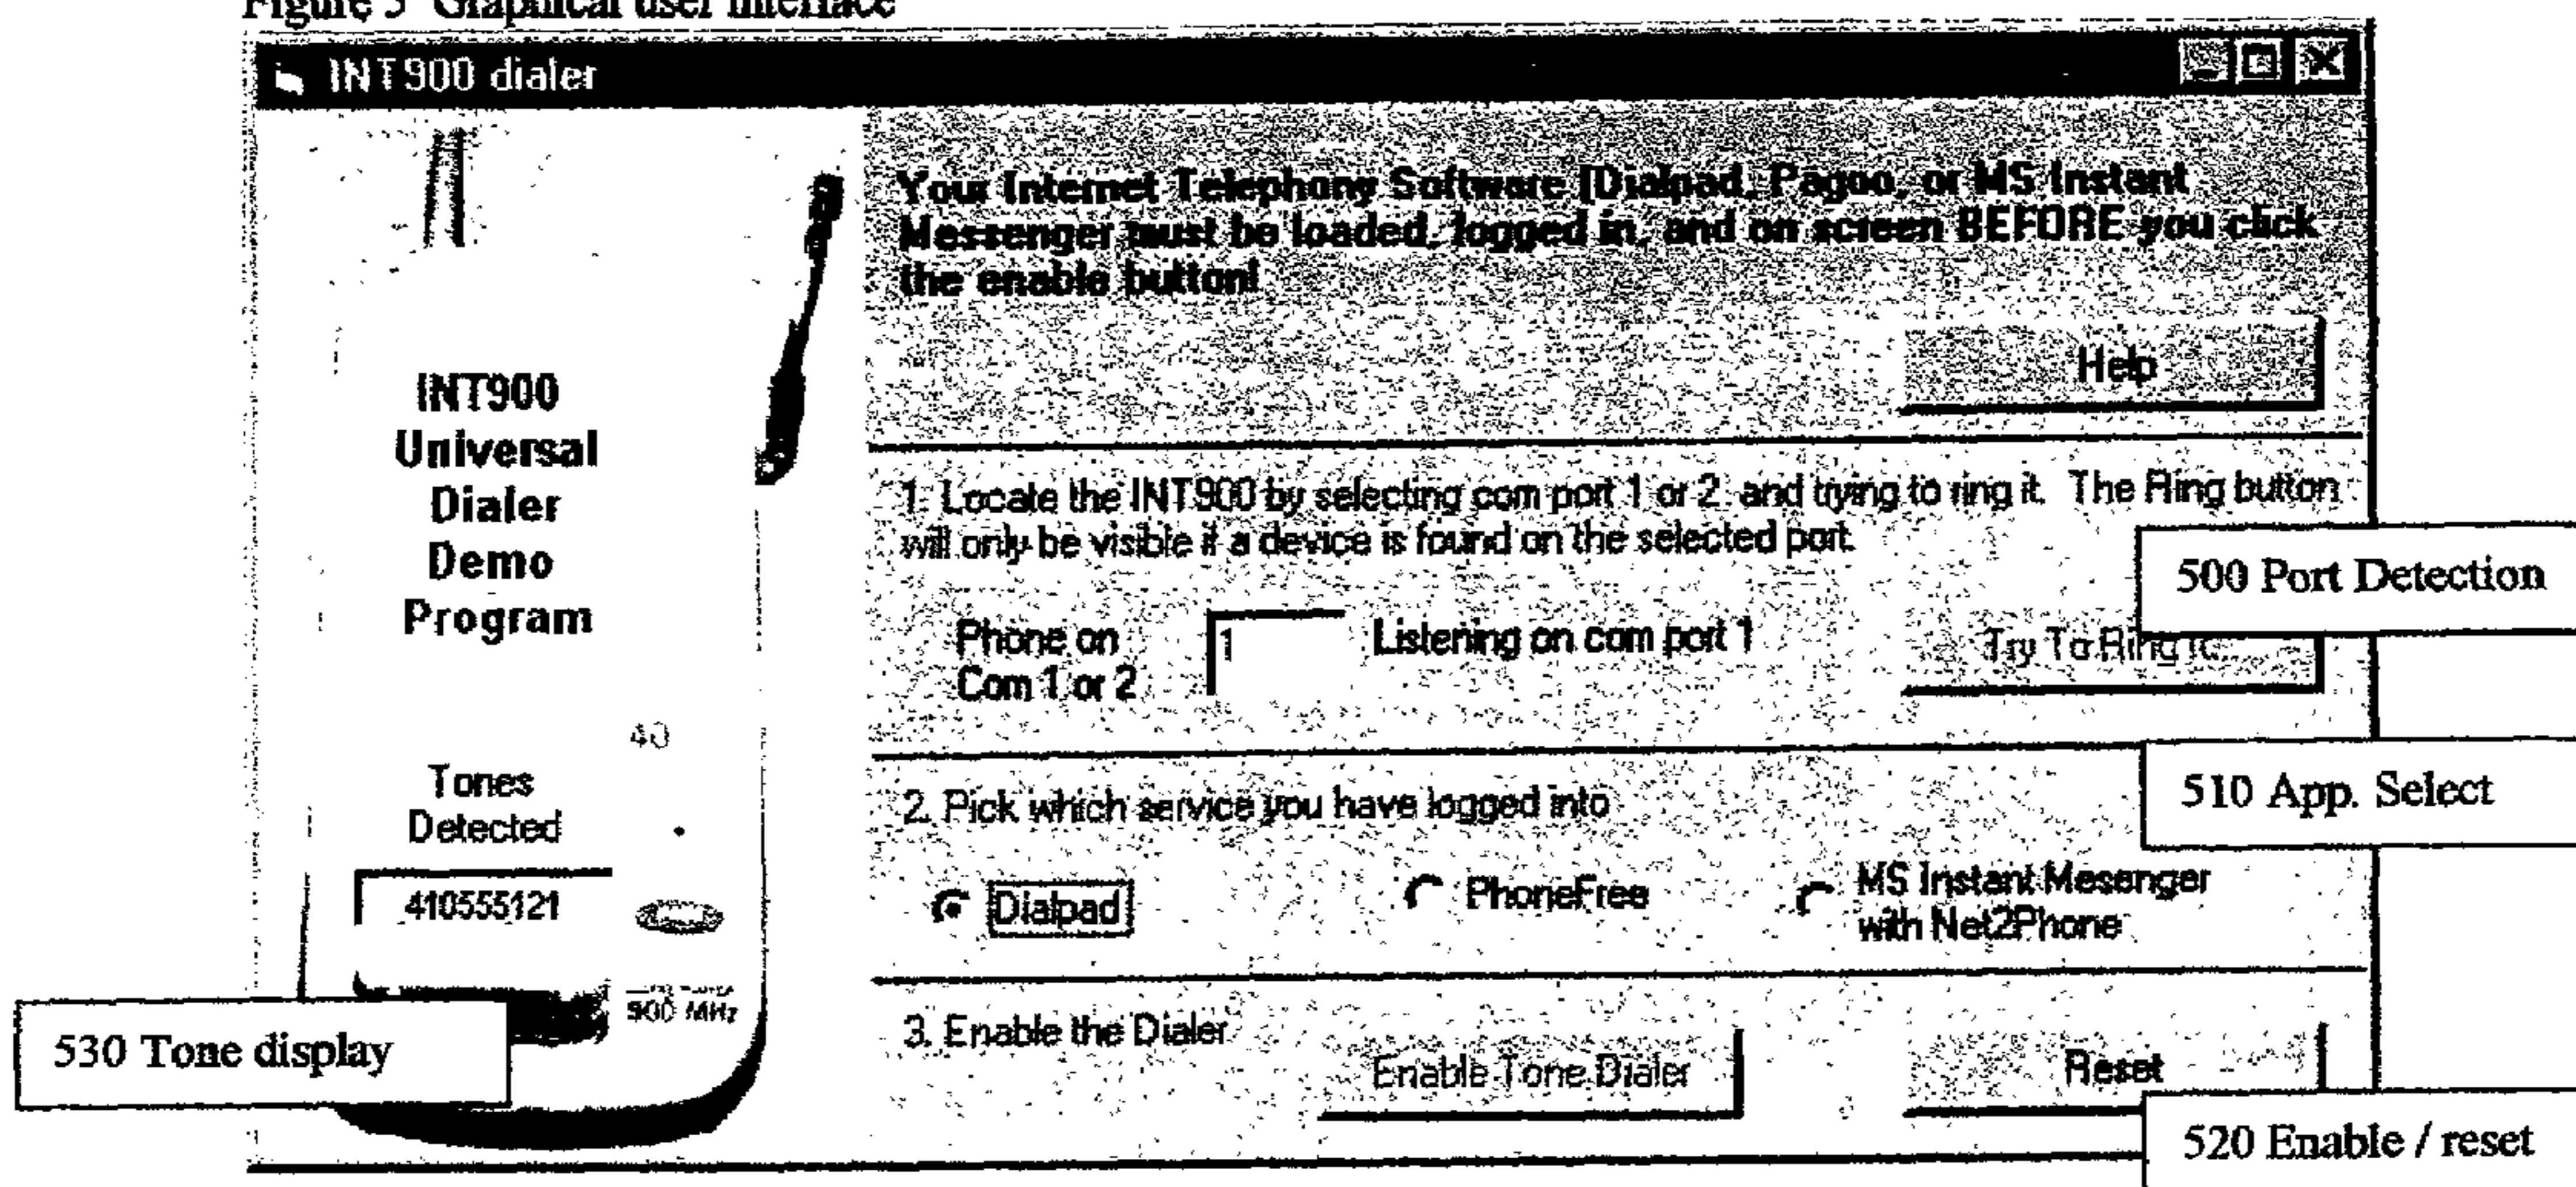 Figure 5 Graphical user interface
INT900 dialer
Your Internet Telephony Software [Dialpad, Pagoo, or MS Instant
Messenger must be loaded, logged in, and on screen BEFORE you click
the enable button!
Help
INT900
Universal
Dialer
Demo
Program
1. Locate the INT900 by selecting com port 1 or 2 and trying to ring it. The Ring button
will only be visible if a device is found on the selected port.
500 Port Detection
Phone on
Com 1 or 2
1
Listening on com port 1
Try To Ring It...
40
Tones
Detected
410555121
900 MHz
2. Pick which service you have logged into
510 App. Select
Dialpad
PhoneFree
MS Instant Mesenger
with Net2Phone
530 Tone display
3. Enable the Dialer
Enable Tone Dialer
Reset
520 Enable / reset